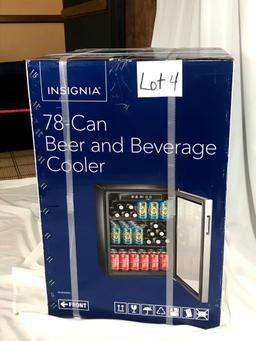 Lot 4
INSIGNIA
78-Can
Beer and Beverage
Cooler
FRONT